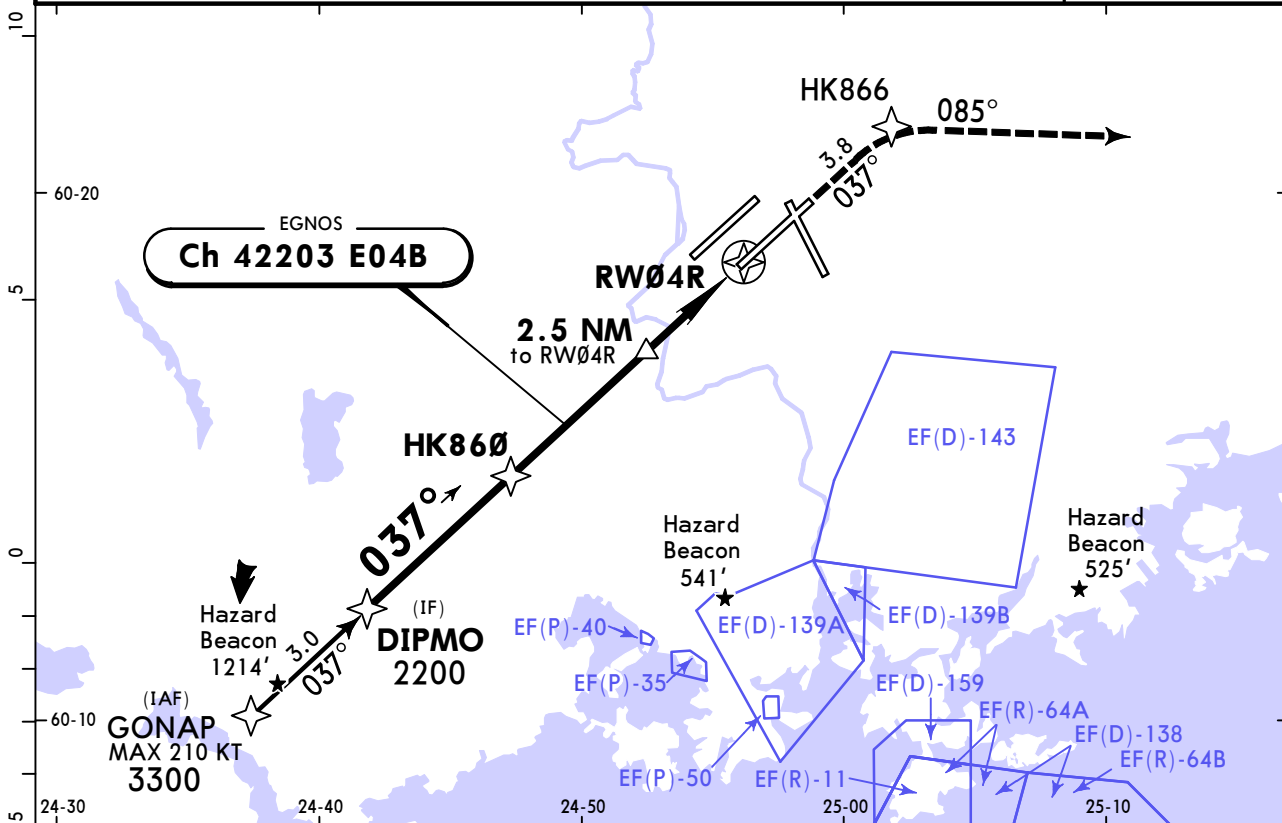 10
HK866
085°
3.8
037°
60-20
EGNOS
Ch 42203 E04B
RWØ4R
5
2.5 NM
to RWØ4R
EF(D)-143
HK86Ø
037°
Hazard
Beacon
541'
Hazard
Beacon
525'
0
Hazard
Beacon
1214'
3.0
037°
(IF)
DIPMO
2200
EF(P)-40
EF(D)-139A
EF(D)-139B
EF(P)-35
EF(D)-159
(IAF)
GONAP
MAX 210 KT
3300
60-10
EF(R)-64A
EF(D)-138
EF(R)-64B
EF(P)-50
EF(R)-11
5
24-30
24-40
24-50
25-00
25-10